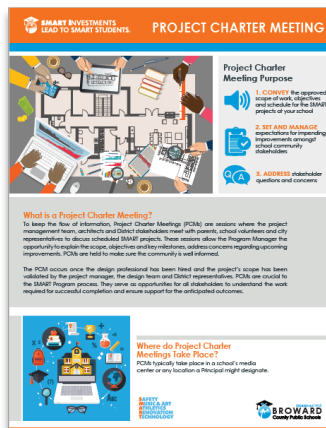 SMART INVESTMENTS
LEAD TO SMART STUDENTS.
PROJECT CHARTER MEETING
Project Charter
Meeting Purpose
1. CONVEY the approved
scope of work, objectives
and schedule for the SMART
projects at your school
2. SET AND MANAGE
expectations for impending
improvements amongst
school community
stakeholders
3. ADDRESS stakeholder
questions and concerns
Q
A
What is a Project Charter Meeting?
To keep the flow of information, Project Charter Meetings (PCMs) are sessions where the project
management team, architects and District stakeholders meet with parents, school volunteers and city
representatives to discuss scheduled SMART projects. These sessions allow the Program Manager the
opportunity to explain the scope, objectives and key milestones, address concerns regarding upcoming
improvements. PCMs are held to make sure the community is well informed.
The PCM occurs once the design professional has been hired and the project's scope has been
validated by the project manager, the design team and District representatives. PCMs are crucial to
the SMART Program process. They serve as opportunities for all stakeholders to understand the work
required for successful completion and ensure support for the anticipated outcomes.
Where do Project Charter
Meetings Take Place?
PCMs typically take place in a school's media
center or any location a Principal might designate.
Abc
SAFETY
MUSIC & ART
ATHLETICS
RENOVATION
TECHNOLOGY
BROWARD
County Public Schools